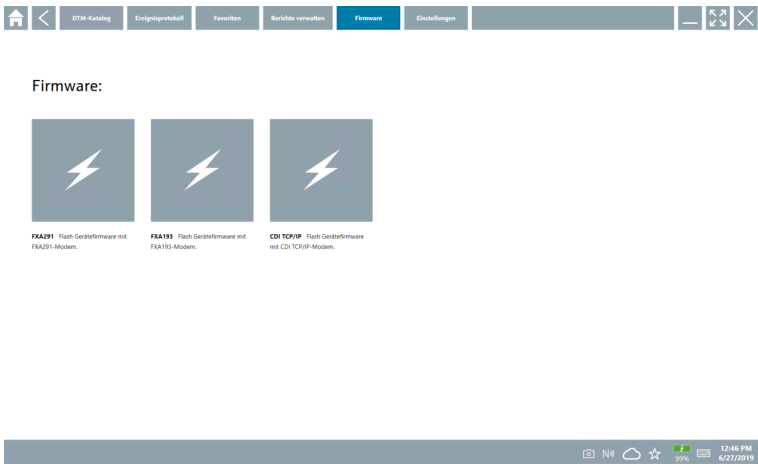 DTM-Katalog
Ereignisprotokoll
Favoriten
Berichte verwalten
Firmware
Einstellungen
Firmware:
FXA291 Flash Gerätefirmware mit
FXA291-Modem.
FXA193 Flash Gerätefirmware mit
FXA193-Modem.
CDI TCP/IP Flash Gerätefirmware
mit CDI TCP/IP-Modem.
99%
12:46 PM
6/27/2019